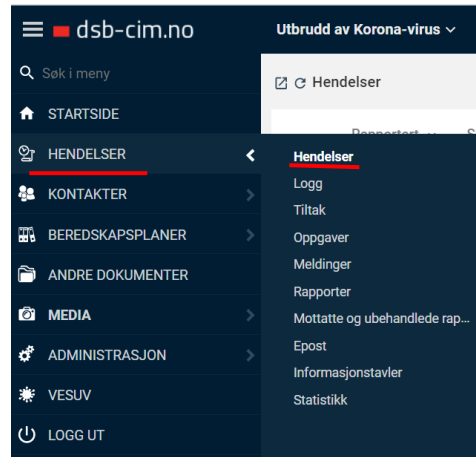 dsb-cim.no
Utbrudd av Korona-virus
Søk i meny
Hendelser
STARTSIDE
HENDELSER
KONTAKTER
BEREDSKAPSPLANER
ANDRE DOKUMENTER
MEDIA
ADMINISTRASJON
VESUV
LOGG UT
Rapportert
S
Hendelser
Logg
Tiltak
Oppgaver
Meldinger
Rapporter
Mottatte og ubehandlede rap...
Epost
Informasjonstavler
Statistikk